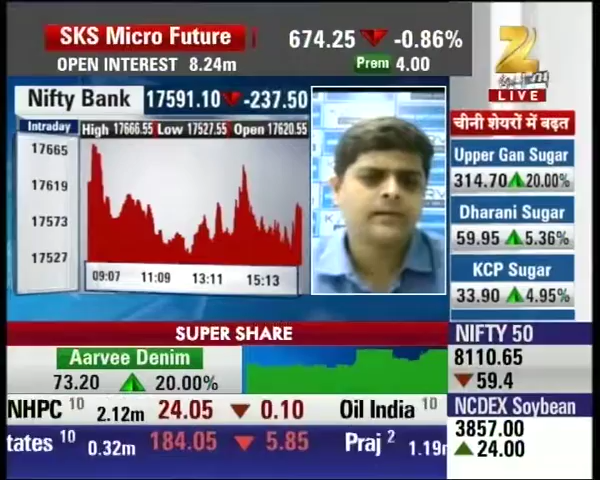 SKS Micro Future
OPEN INTEREST 8.24m
674.25 -0.86%
Prem 4.00
LIVE
Nifty Bank 17591.10 -237.50
Intraday High 17666.55 Low 17527.55 Open 17620.55
17665
17619
17573
17527
09:07 11:09 13:11 15:13
चीनी शेयरों में बढ़त
Upper Gan Sugar
314.70 20.00%
Dharani Sugar
59.95 5.36%
KCP Sugar
33.90 4.95%
SUPER SHARE
Aarvee Denim
73.20 20.00%
NIFTY 50
8110.65
59.4
NHPC 10 2.12m 24.05 0.10 Oil India 10
tates 10 0.32m 184.05 5.85 Praj 2 1.19m
NCDEX Soybean
3857.00
24.00